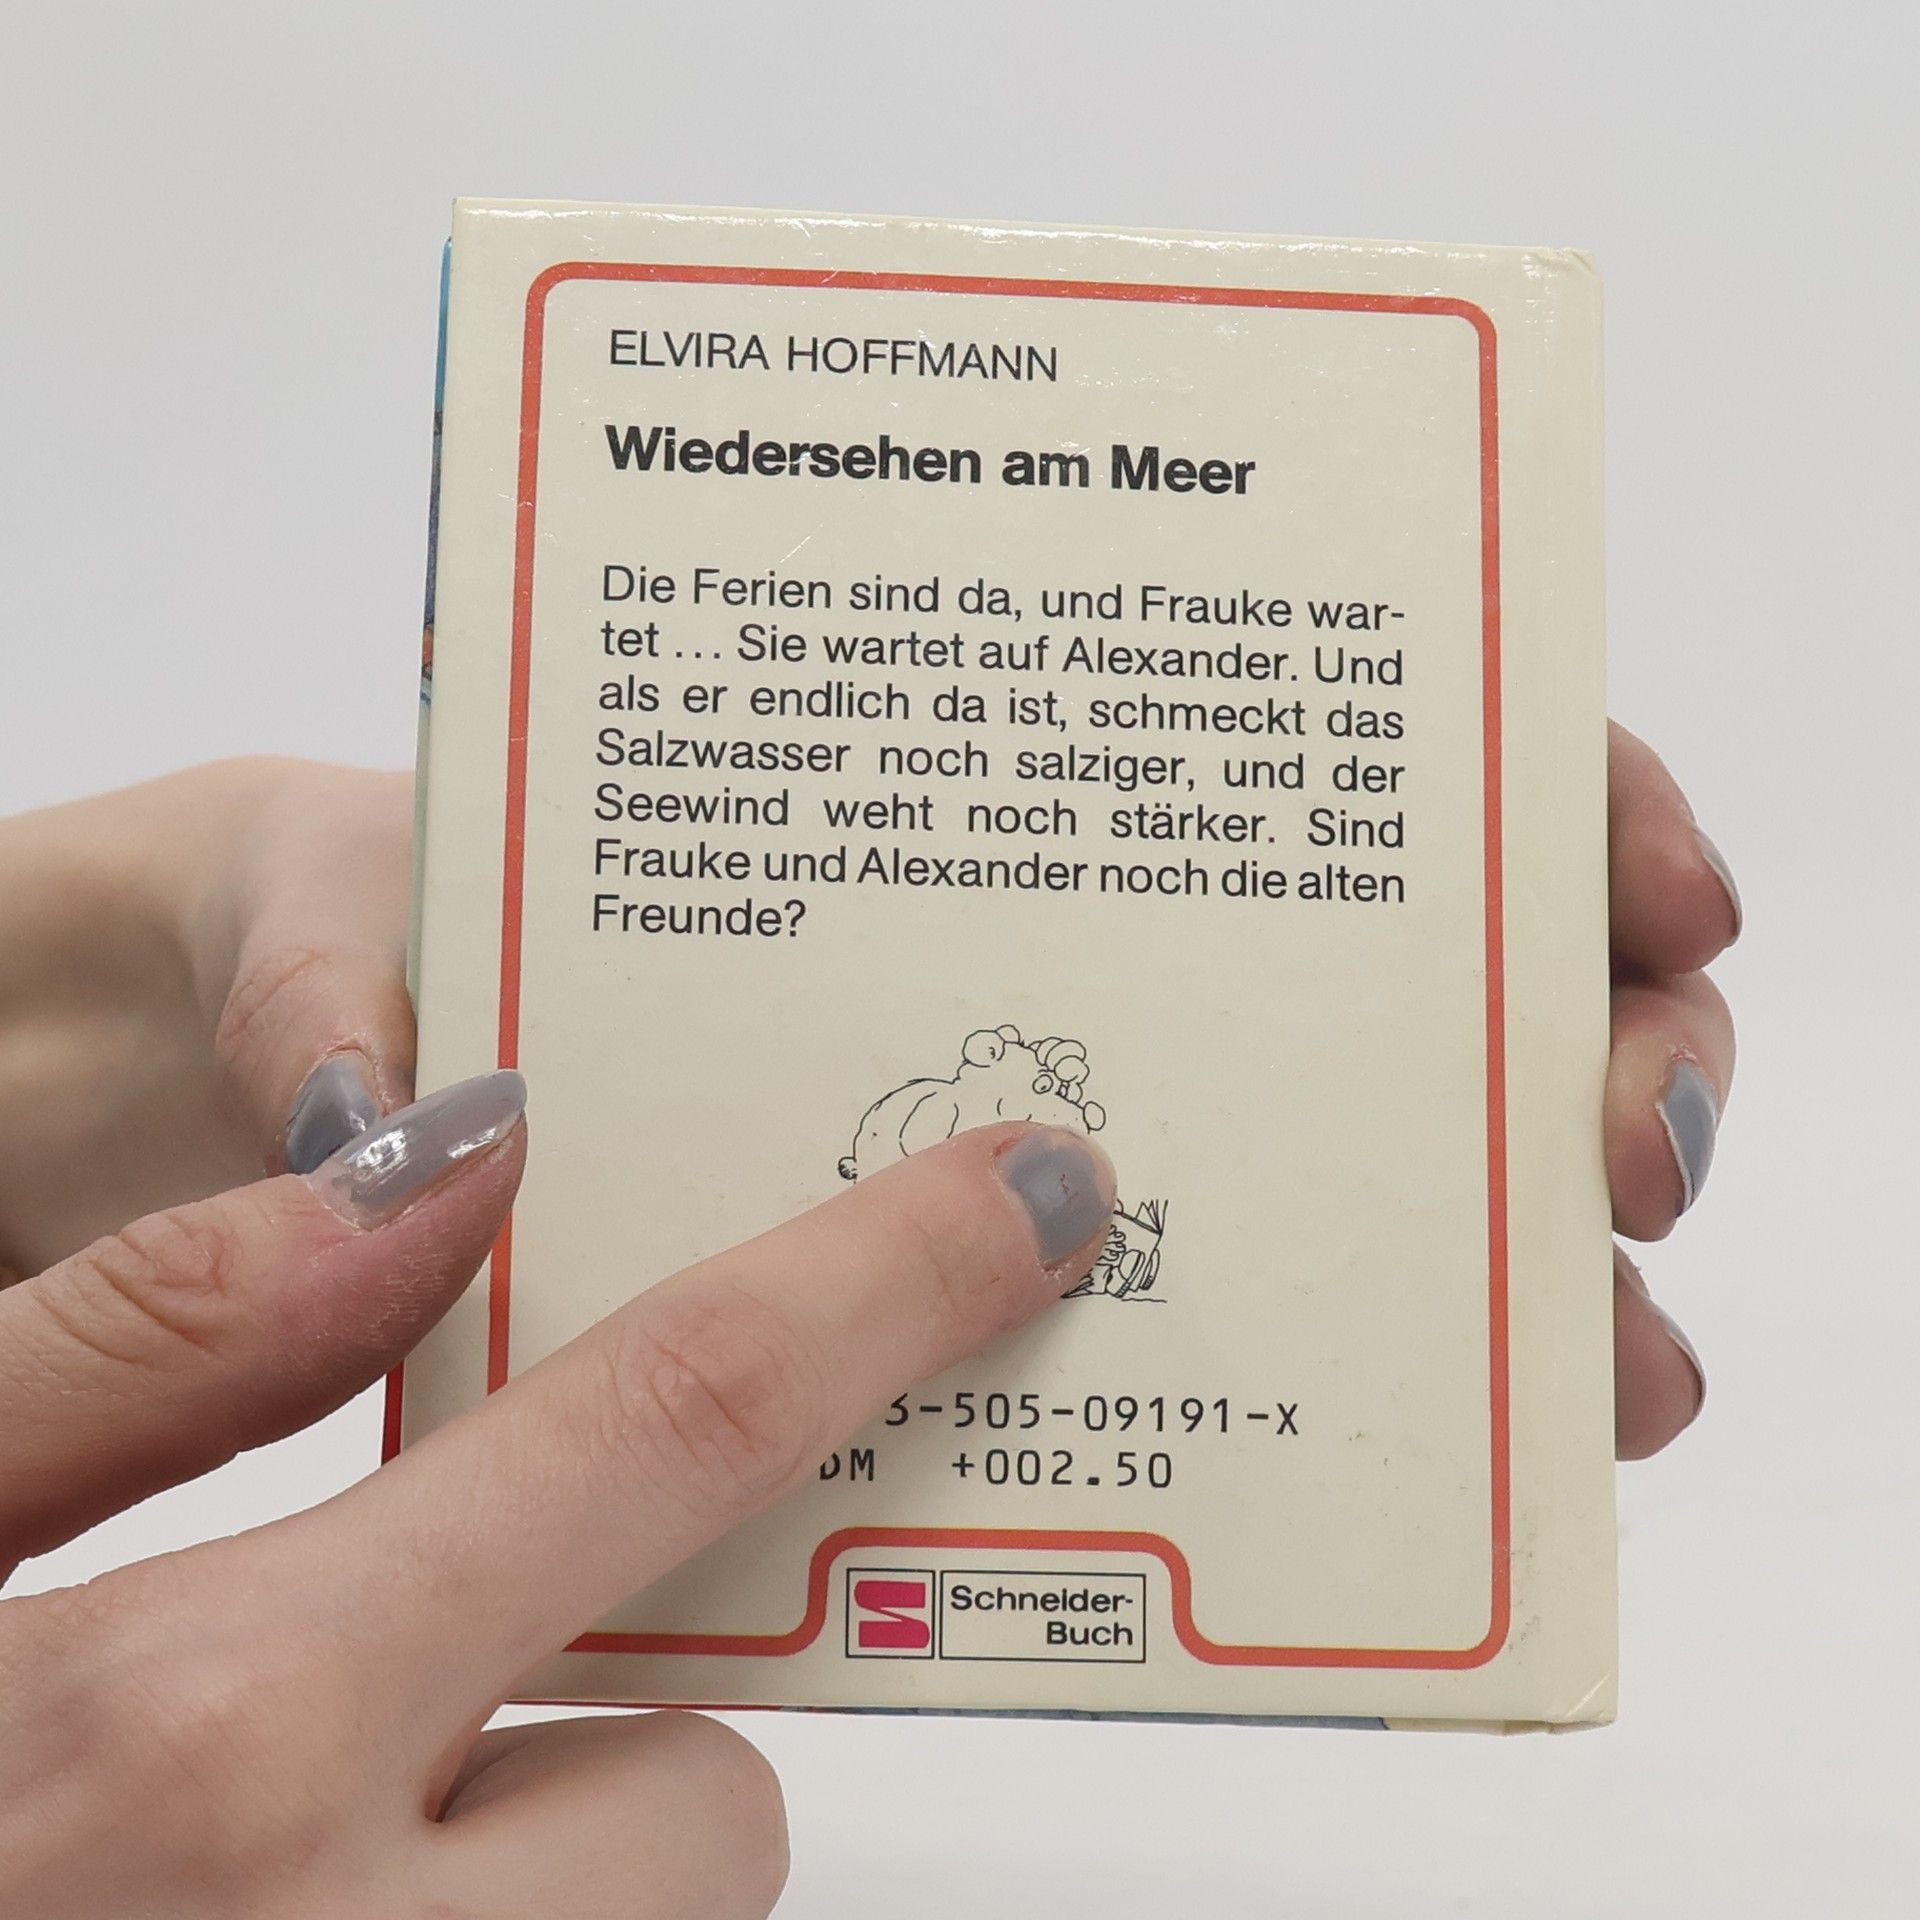 ELVIRA HOFFMANN
Wiedersehen am Meer
Die Ferien sind da, und Frauke war-
tet ... Sie wartet auf Alexander. Und
als er endlich da ist, schmeckt das
Salzwasser noch salziger, und der
Seewind weht noch stärker. Sind
Frauke und Alexander noch die alten
Freunde?
3-505-09191-X
DM +002.50
Schneider-
Buch